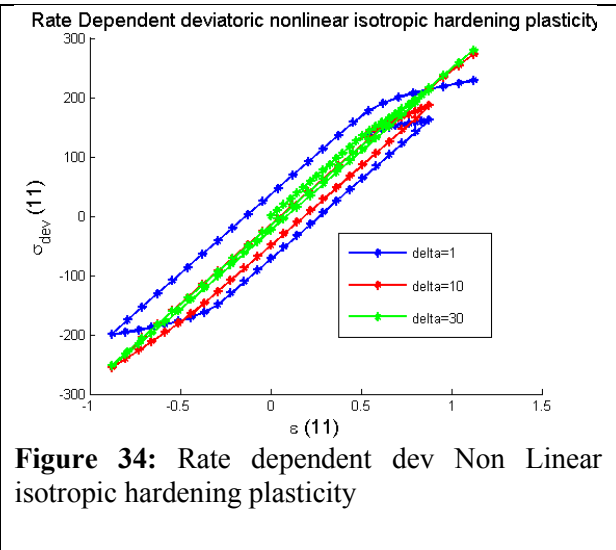 Rate Dependent deviatoric nonlinear isotropic hardening plasticity
300
200
100
0
-100
-200
-300
σdev (11)
-1
-0.5
0
0.5
1
1.5
ε (11)
delta=1
delta=10
delta=30
Figure 34: Rate dependent dev Non Linear
isotropic hardening plasticity